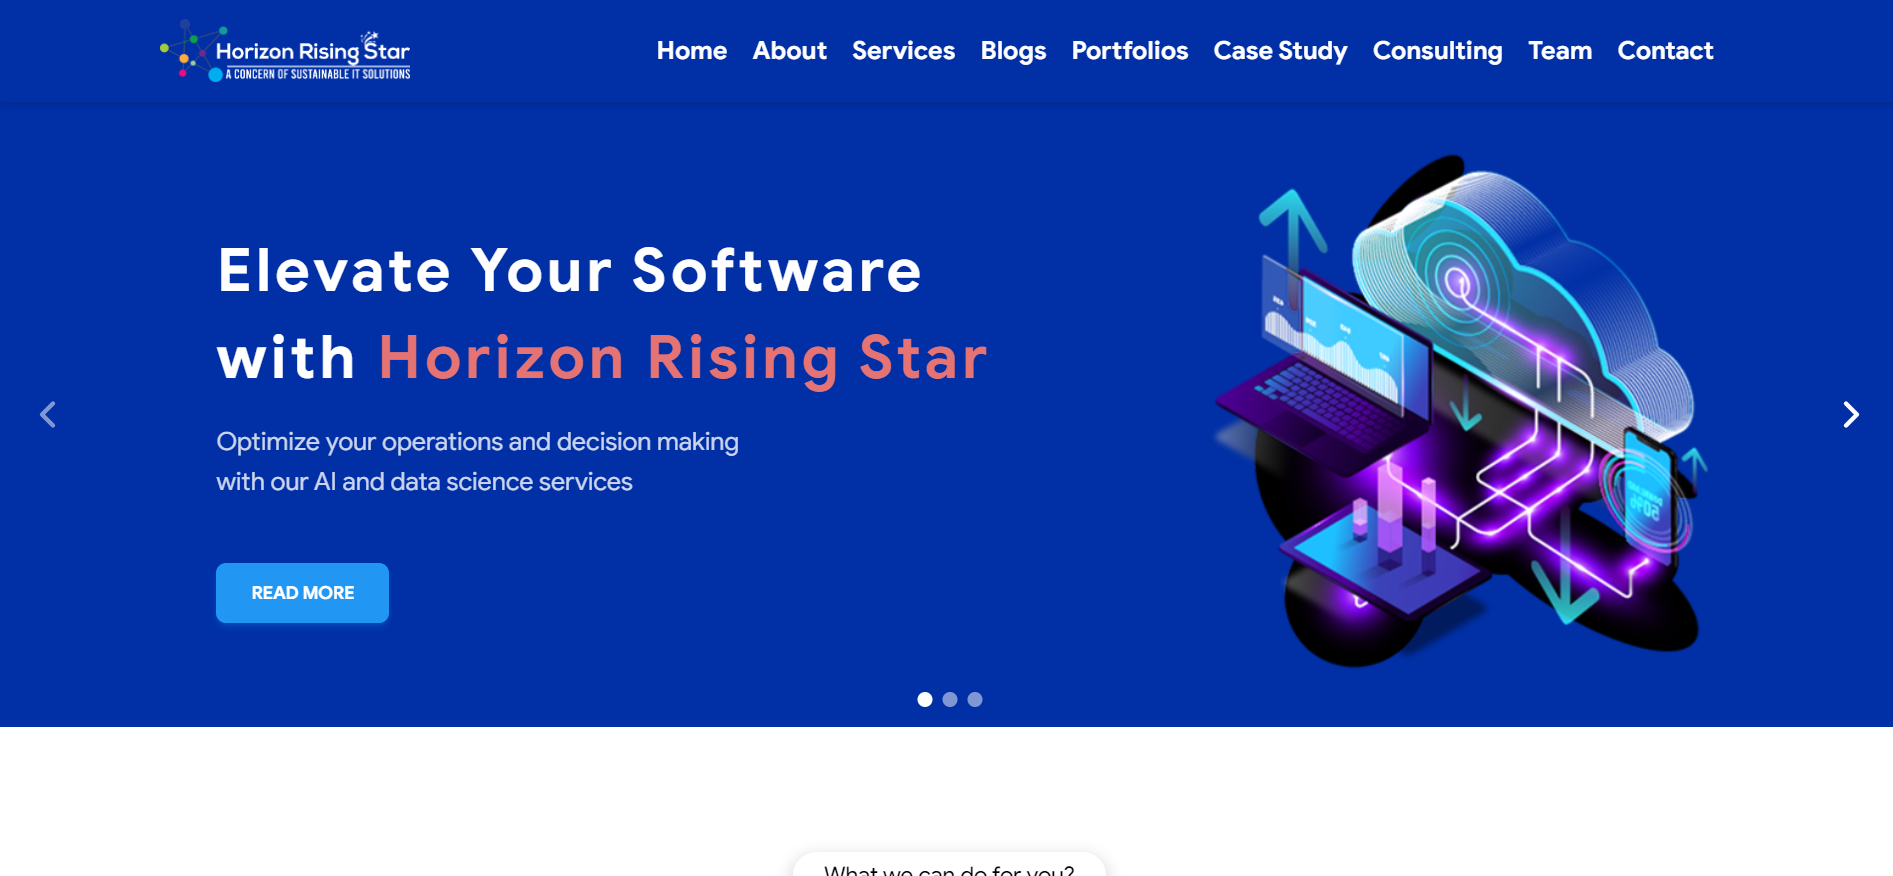 Horizon Rising Star
A CONCERN OF SUSTAINABLE IT SOLUTIONS
Home About Services Blogs Portfolios Case Study Consulting Team Contact
Elevate Your Software
with Horizon Rising Star
Optimize your operations and decision making
with our AI and data science services
READ MORE
50%
What we can do for you?